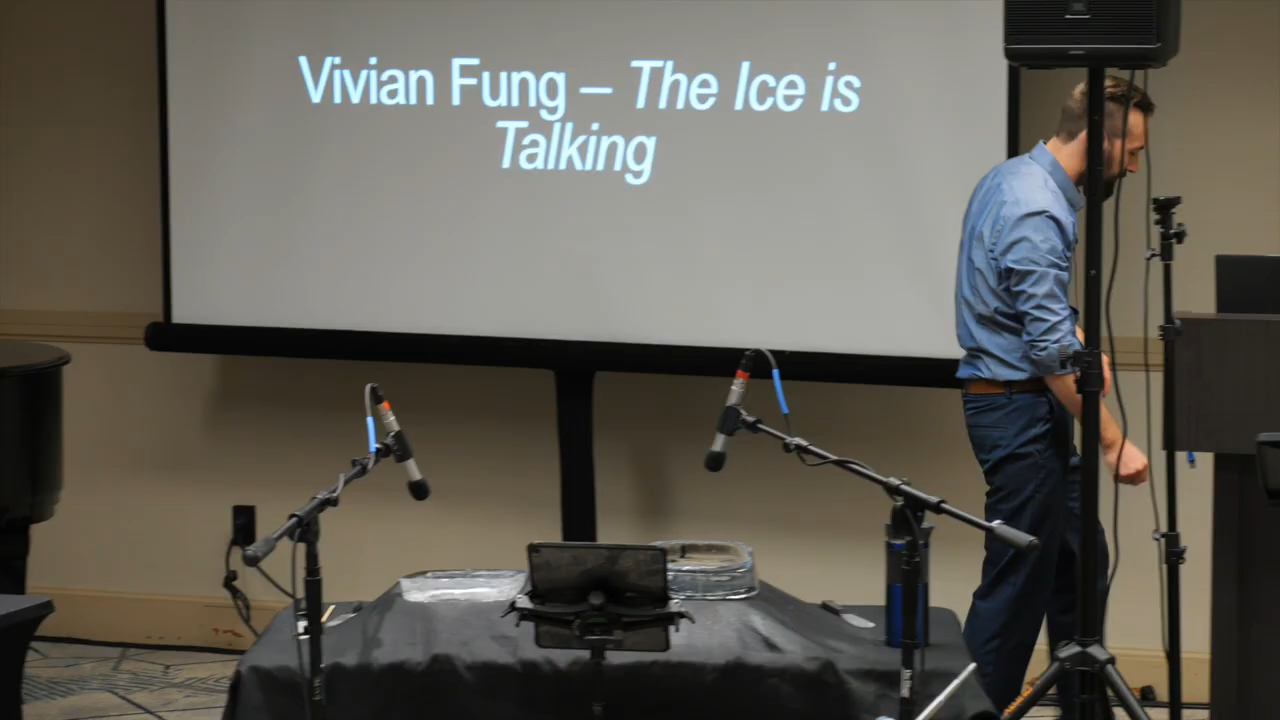 Vivian Fung – The Ice is
Talking